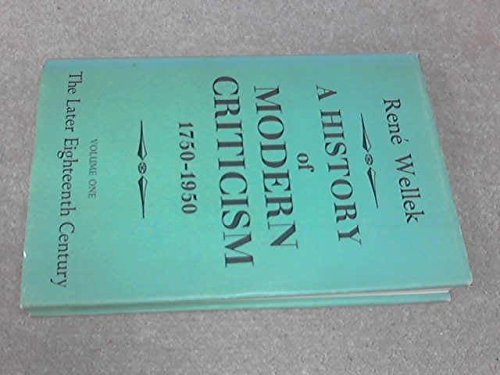 René Wellek
A HISTORY
of
MODERN
CRITICISM
1750-1950
VOLUME ONE
The Later Eighteenth Century